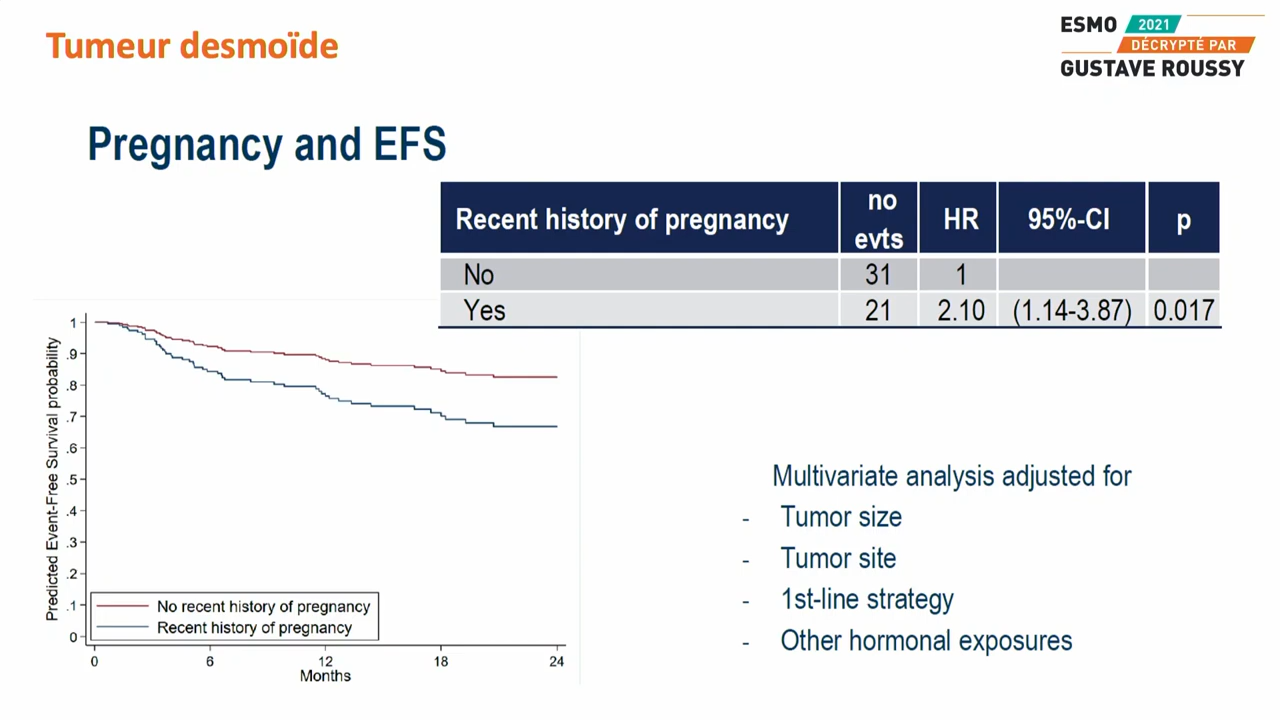 Tumeur desmoïde
ESMO 2021
DÉCRYPTÉ PAR
GUSTAVE ROUSSY
Pregnancy and EFS
Recent history of pregnancy no evts HR 95%-CI p
No 31 1
Yes 21 2.10 (1.14-3.87) 0.017
Predicted Event-Free Survival probability
1
.9
.8
.7
.6
.5
.4
.3
.2
.1
0
No recent history of pregnancy
Recent history of pregnancy
0 6 12 18 24
Months
Multivariate analysis adjusted for
- Tumor size
- Tumor site
- 1st-line strategy
- Other hormonal exposures